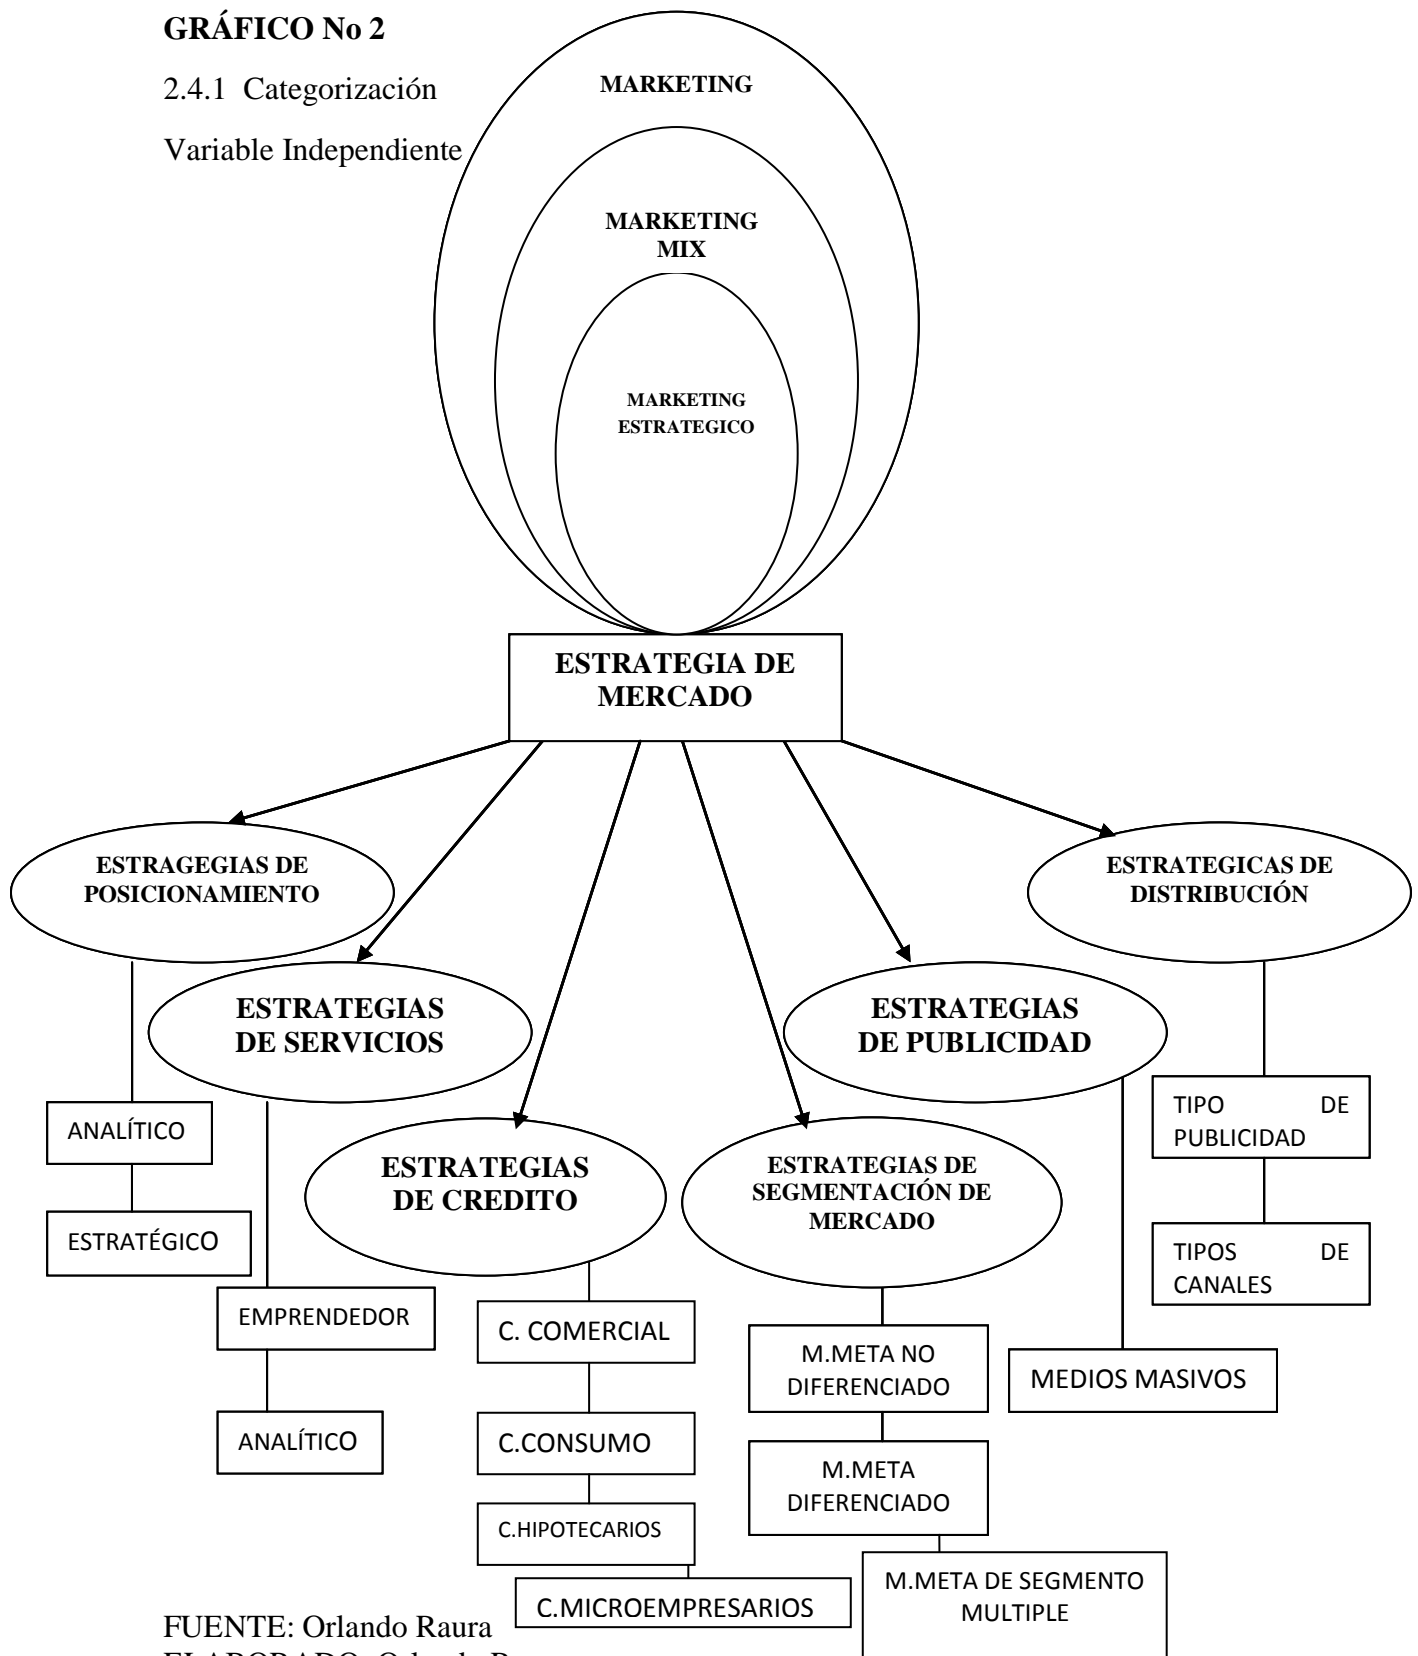 GRÁFICO No 2
2.4.1 Categorización
Variable Independiente
MARKETING
MARKETING
MIX
MARKETING
ESTRATEGICO
ESTRATEGIA DE
MERCADO
ESTRAGEGIAS DE
POSICIONAMIENTO
ESTRATEGICAS DE
DISTRIBUCIÓN
ESTRATEGIAS
DE SERVICIOS
ESTRATEGIAS
DE PUBLICIDAD
ESTRATEGIAS
DE CREDITO
ESTRATEGIAS DE
SEGMENTACIÓN DE
MERCADO
ANALÍTICO
ESTRATÉGICO
EMPRENDEDOR
ANALÍTICO
C. COMERCIAL
C.CONSUMO
C.HIPOTECARIOS
C.MICROEMPRESARIOS
M.META NO
DIFERENCIADO
M.META
DIFERENCIADO
M.META DE SEGMENTO
MULTIPLE
MEDIOS MASIVOS
TIPO DE
PUBLICIDAD
TIPOS DE
CANALES
FUENTE: Orlando Raura